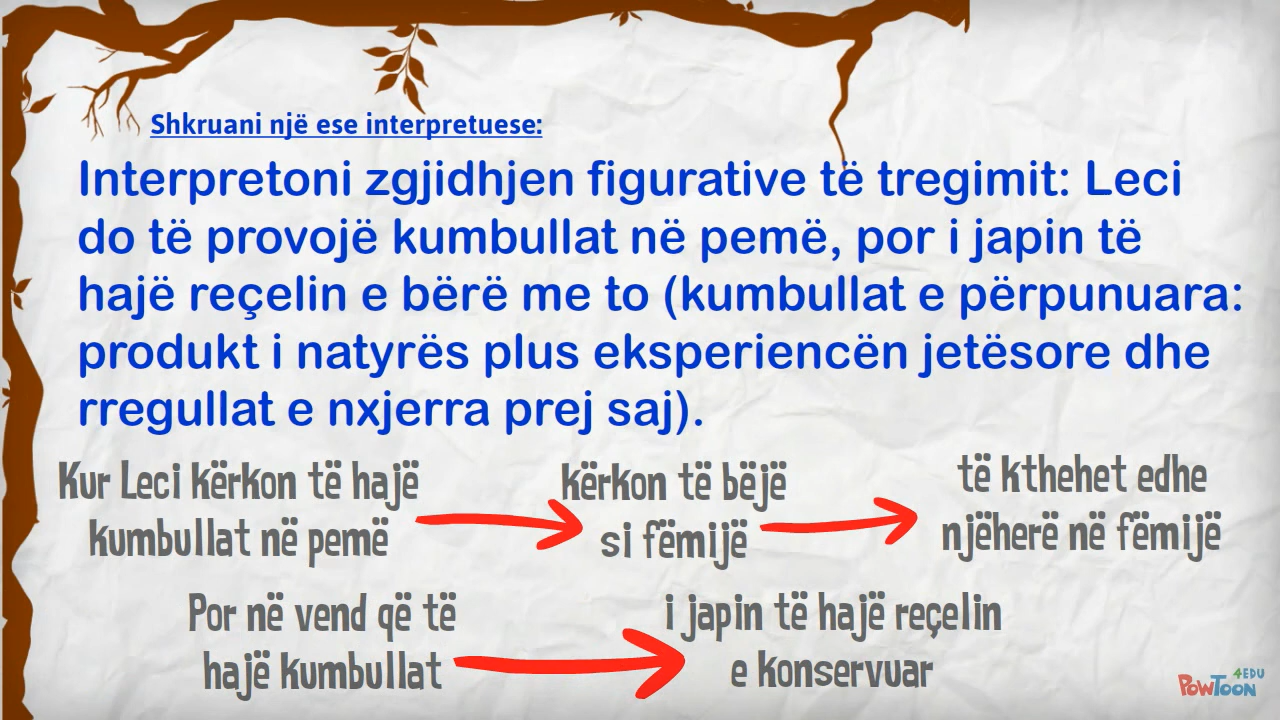 Shkruani një ese interpretuese:
Interpretoni zgjidhjen figurative të tregimit: Leci
do të provojë kumbullat në pemë, por i japin të
hajë reçelin e bërë me to (kumbullat e përpunuara:
produkt i natyrës plus eksperiencën jetësore dhe
rregullat e nxjerra prej saj).
Kur Leci kërkon të hajë
kumbullat në pemë
kërkon të bëjë
si fëmijë
të kthehet edhe
njëherë në fëmijë
Por në vend që të
hajë kumbullat
i japin të hajë reçelin
e konservuar
4EDU
POWTOON